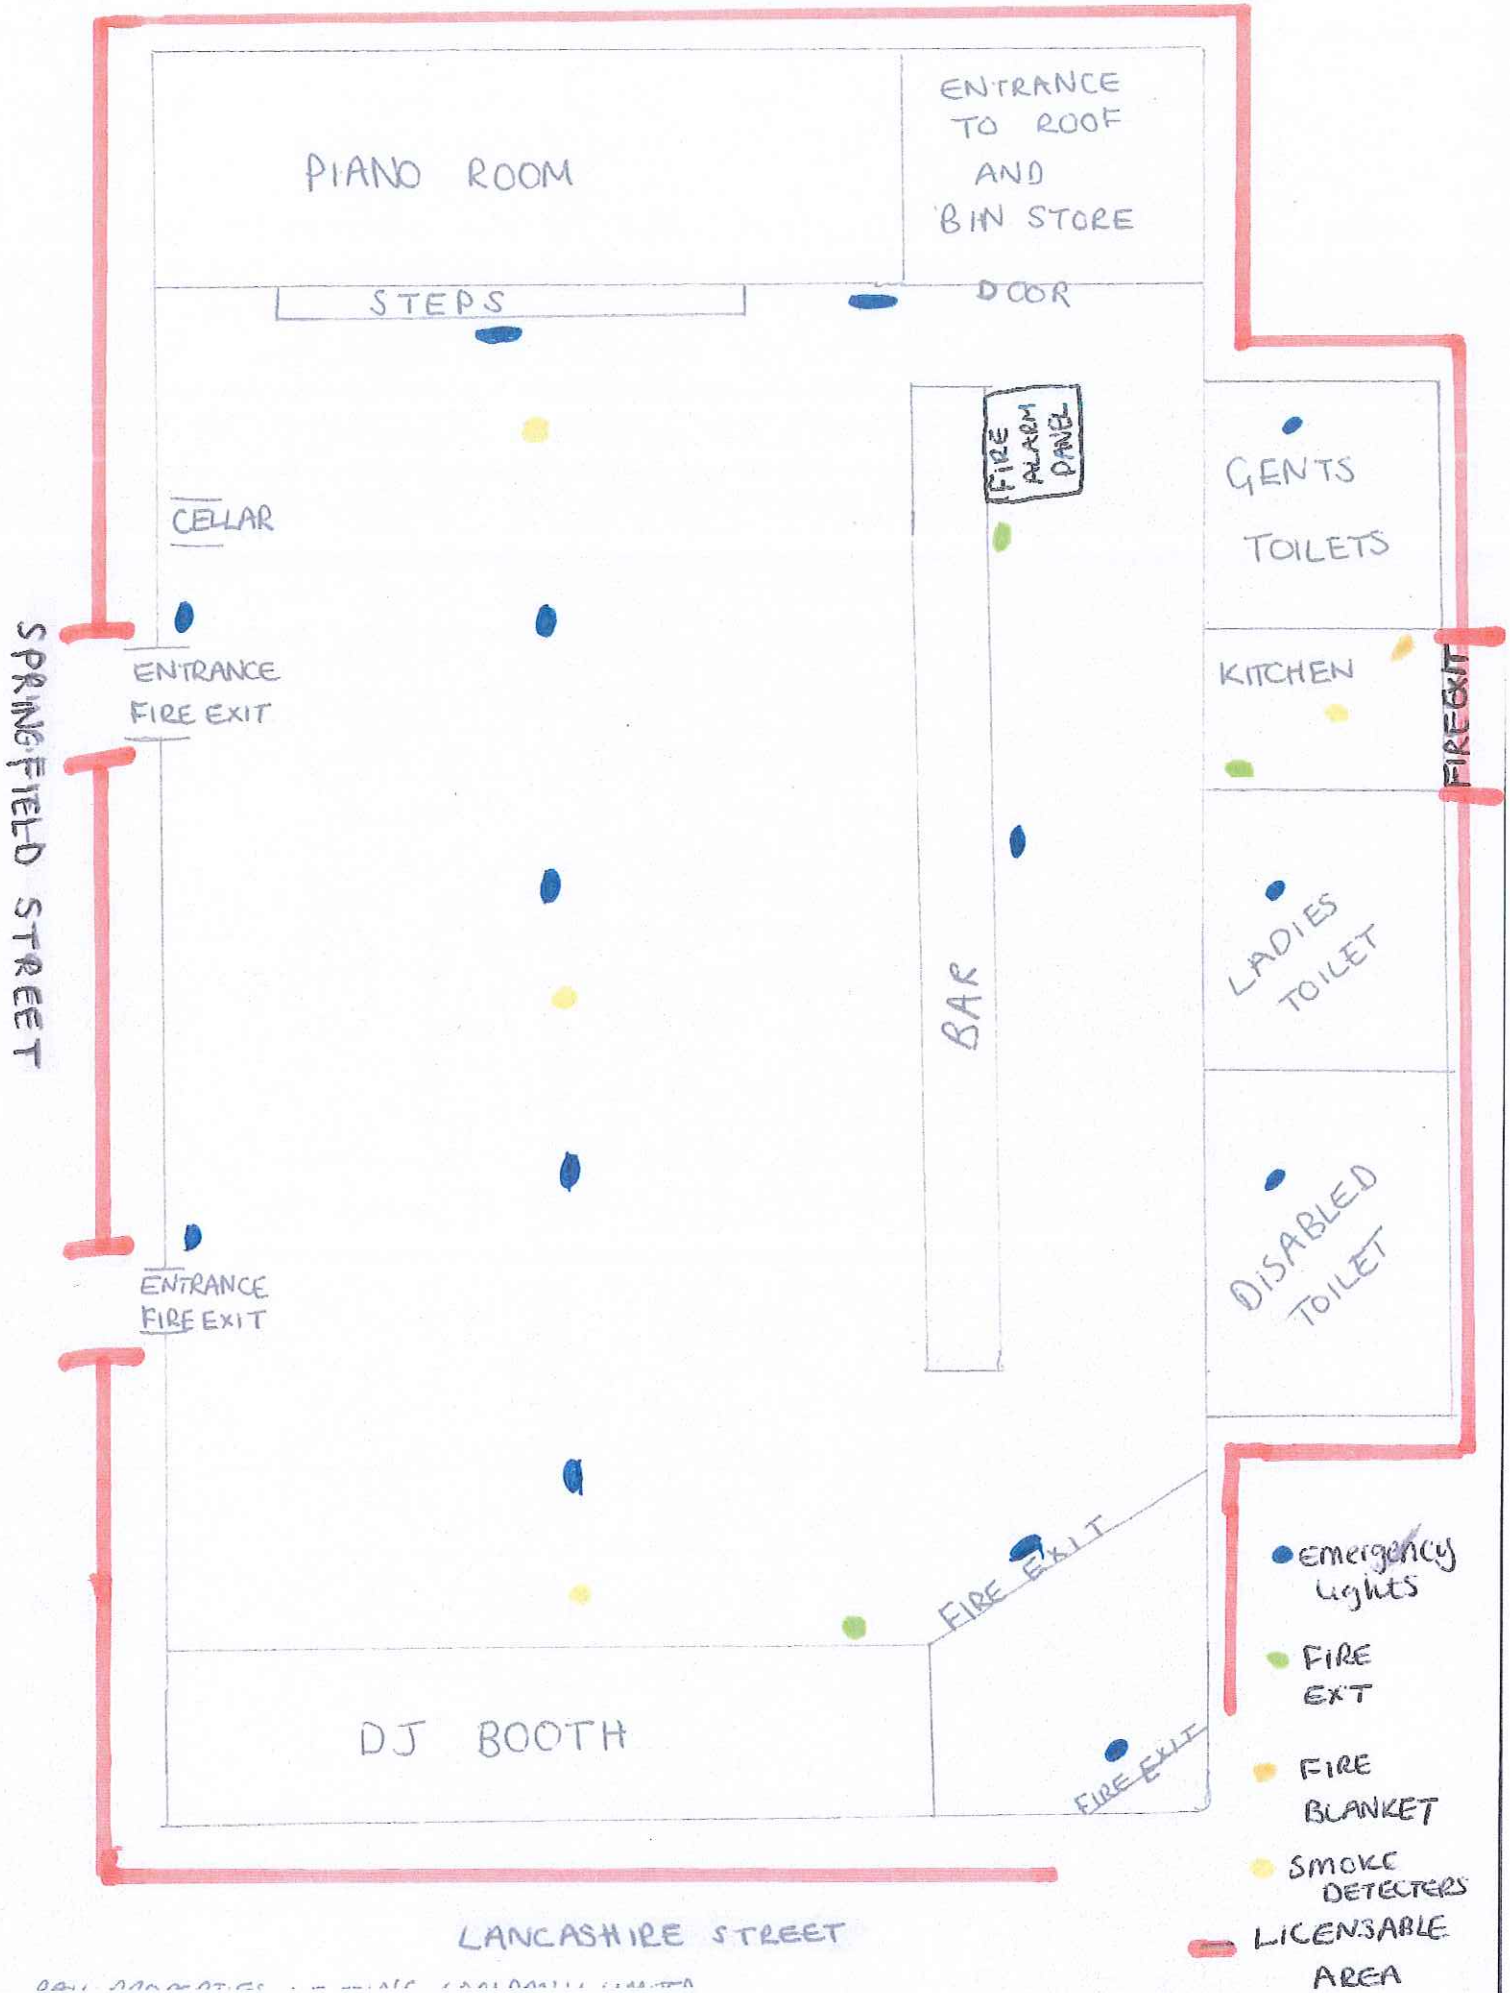 PIANO ROOM
ENTRANCE
TO ROOF
AND
BIN STORE
STEPS
DOOR
FIRE
ALARM
PANEL
GENTS
TOILETS
CELLAR
ENTRANCE
FIRE EXIT
KITCHEN
FIRE EXIT
SPRINGFIELD STREET
BAR
LADIES
TOILET
DISABLED
TOILET
ENTRANCE
FIRE EXIT
FIRE EXIT
DJ BOOTH
FIRE EXIT
Emergency
Lights
FIRE
EXT
FIRE
BLANKET
SMOKE
DETECTERS
LICENSABLE
AREA
LANCASHIRE STREET